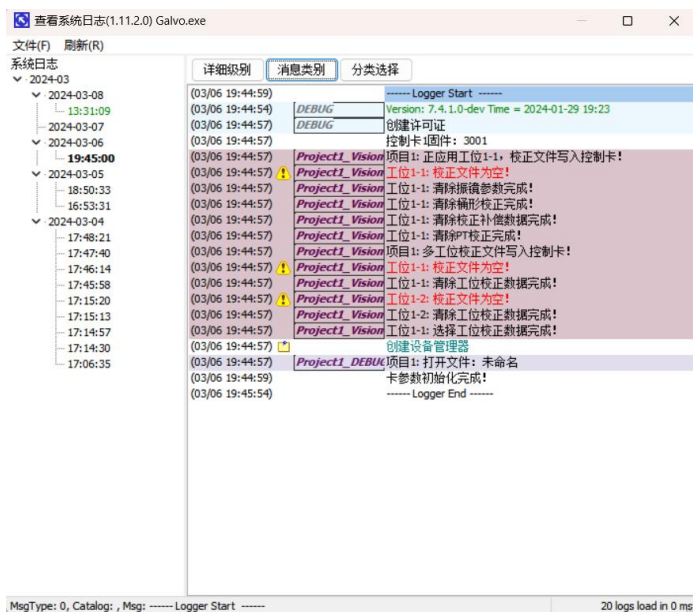 查看系统日志(1.11.2.0) Galvo.exe
文件(F) 刷新(R)
系统日志
2024-03
2024-03-08
13:31:09
2024-03-07
2024-03-06
19:45:00
2024-03-05
18:50:33
16:53:31
2024-03-04
17:48:21
17:47:40
17:46:14
17:45:58
17:15:20
17:15:13
17:14:57
17:14:30
17:06:35
详细级别 消息类别 分类选择
(03/06 19:44:59) ------ Logger Start ------
(03/06 19:44:54) DEBUG Version: 7.4.1.0-dev Time = 2024-01-29 19:23
(03/06 19:44:57) DEBUG 创建许可证
(03/06 19:44:57) 控制卡1固件: 3001
(03/06 19:44:57) Project1_Vision 项目1: 正应用工位1-1, 校正文件写入控制卡!
(03/06 19:44:57) Project1_Vision 工位1-1: 校正文件为空!
(03/06 19:44:57) Project1_Vision 工位1-1: 清除振镜参数完成!
(03/06 19:44:57) Project1_Vision 工位1-1: 清除桶形校正完成!
(03/06 19:44:57) Project1_Vision 工位1-1: 清除校正补偿数据完成!
(03/06 19:44:57) Project1_Vision 工位1-1: 清除PT校正完成!
(03/06 19:44:57) Project1_Vision 项目1: 多工位校正文件写入控制卡!
(03/06 19:44:57) Project1_Vision 工位1-1: 校正文件为空!
(03/06 19:44:57) Project1_Vision 工位1-1: 清除工位校正数据完成!
(03/06 19:44:57) Project1_Vision 工位1-2: 校正文件为空!
(03/06 19:44:57) Project1_Vision 工位1-2: 清除工位校正数据完成!
(03/06 19:44:57) Project1_Vision 工位1-1: 选择工位校正数据完成!
(03/06 19:44:57) 创建设备管理器
(03/06 19:44:57) Project1_DEBUG 项目1: 打开文件: 未命名
(03/06 19:44:59) 卡参数初始化完成!
(03/06 19:45:54) ------ Logger End ------
MsgType: 0, Catalog: , Msg: ------ Logger Start ------ 20 logs load in 0 ms